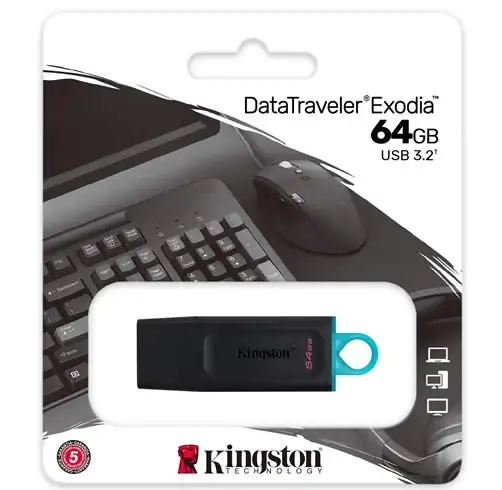 DataTraveler® Exodia™
64GB
USB 3.2†
Kingston
64GB
5
Kingston
TECHNOLOGY